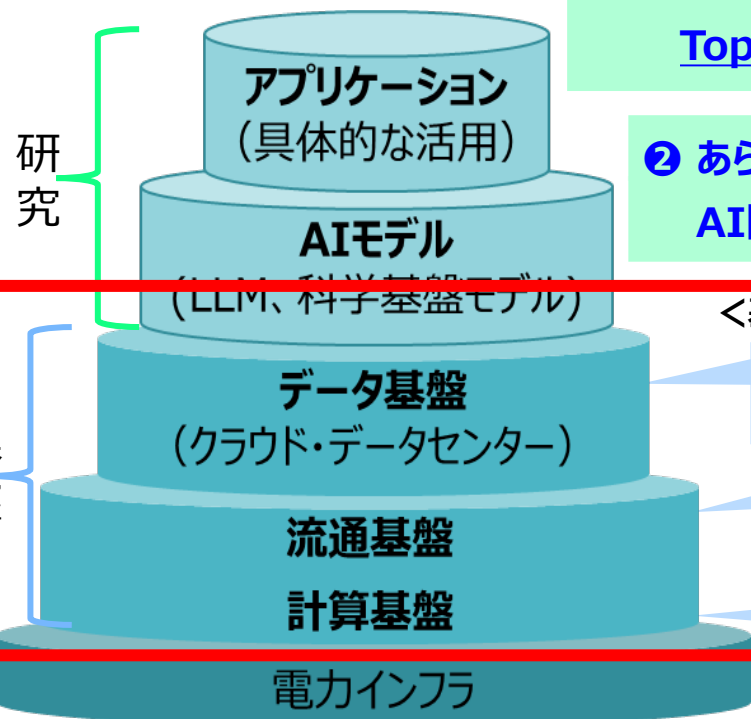 Top
アプリケーション
(具体的な活用)
研究
❷ あら
AI
AIモデル
(LLM、科学基盤モデル)
データ基盤
(クラウド・データセンター)
流通基盤
計算基盤
電力インフラ